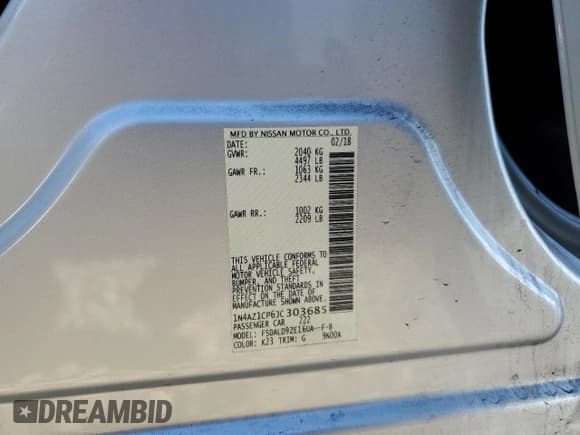 MFD BY NISSAN MOTOR CO., LTD.
DATE: 02/18
GVWR: 2040 KG
4497 LB
GAWR FR.: 1063 KG
2344 LB
GAWR RR.: 1002 KG
2209 LB
THIS VEHICLE CONFORMS TO
ALL APPLICABLE FEDERAL
MOTOR VEHICLE SAFETY,
BUMPER, AND THEFT
PREVENTION STANDARDS IN
EFFECT ON THE DATE OF
MANUFACTURE SHOWN ABOVE.
1N4AZ1CP6JC303685
PASSENGER CAR 222
MODEL: FSDALD92E16UA--F-B
COLOR: K23 TRIM: G 9N00A
DREAMBID